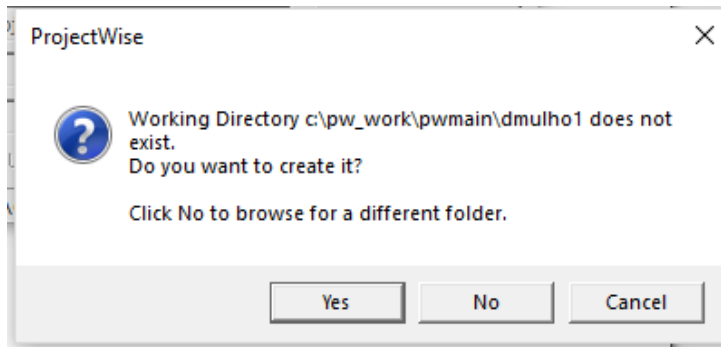 ProjectWise
Working Directory c:\pw_work\pwmain\dmulho1 does not
exist.
Do you want to create it?
Click No to browse for a different folder.
Yes No Cancel